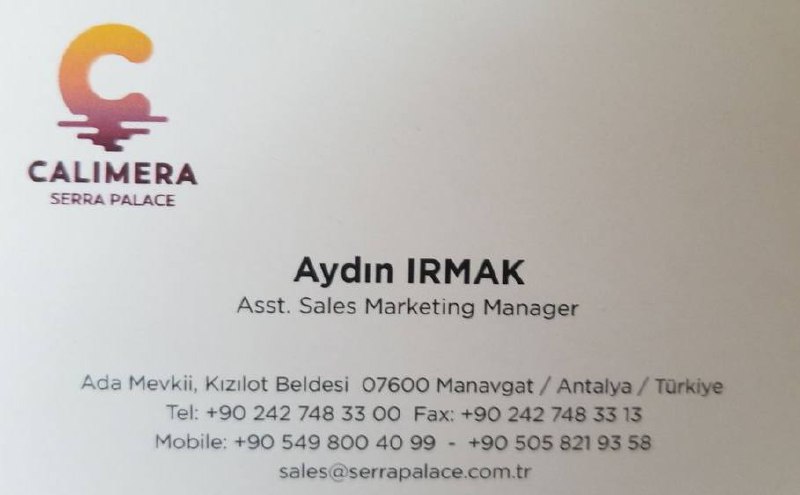 CALIMERA
SERRA PALACE
Aydın IRMAK
Asst. Sales Marketing Manager
Ada Mevkii, Kızılot Beldesi 07600 Manavgat / Antalya / Türkiye
Tel: +90 242 748 33 00 Fax: +90 242 748 33 13
Mobile: +90 549 800 40 99 - +90 505 821 93 58
sales@serrapalace.com.tr